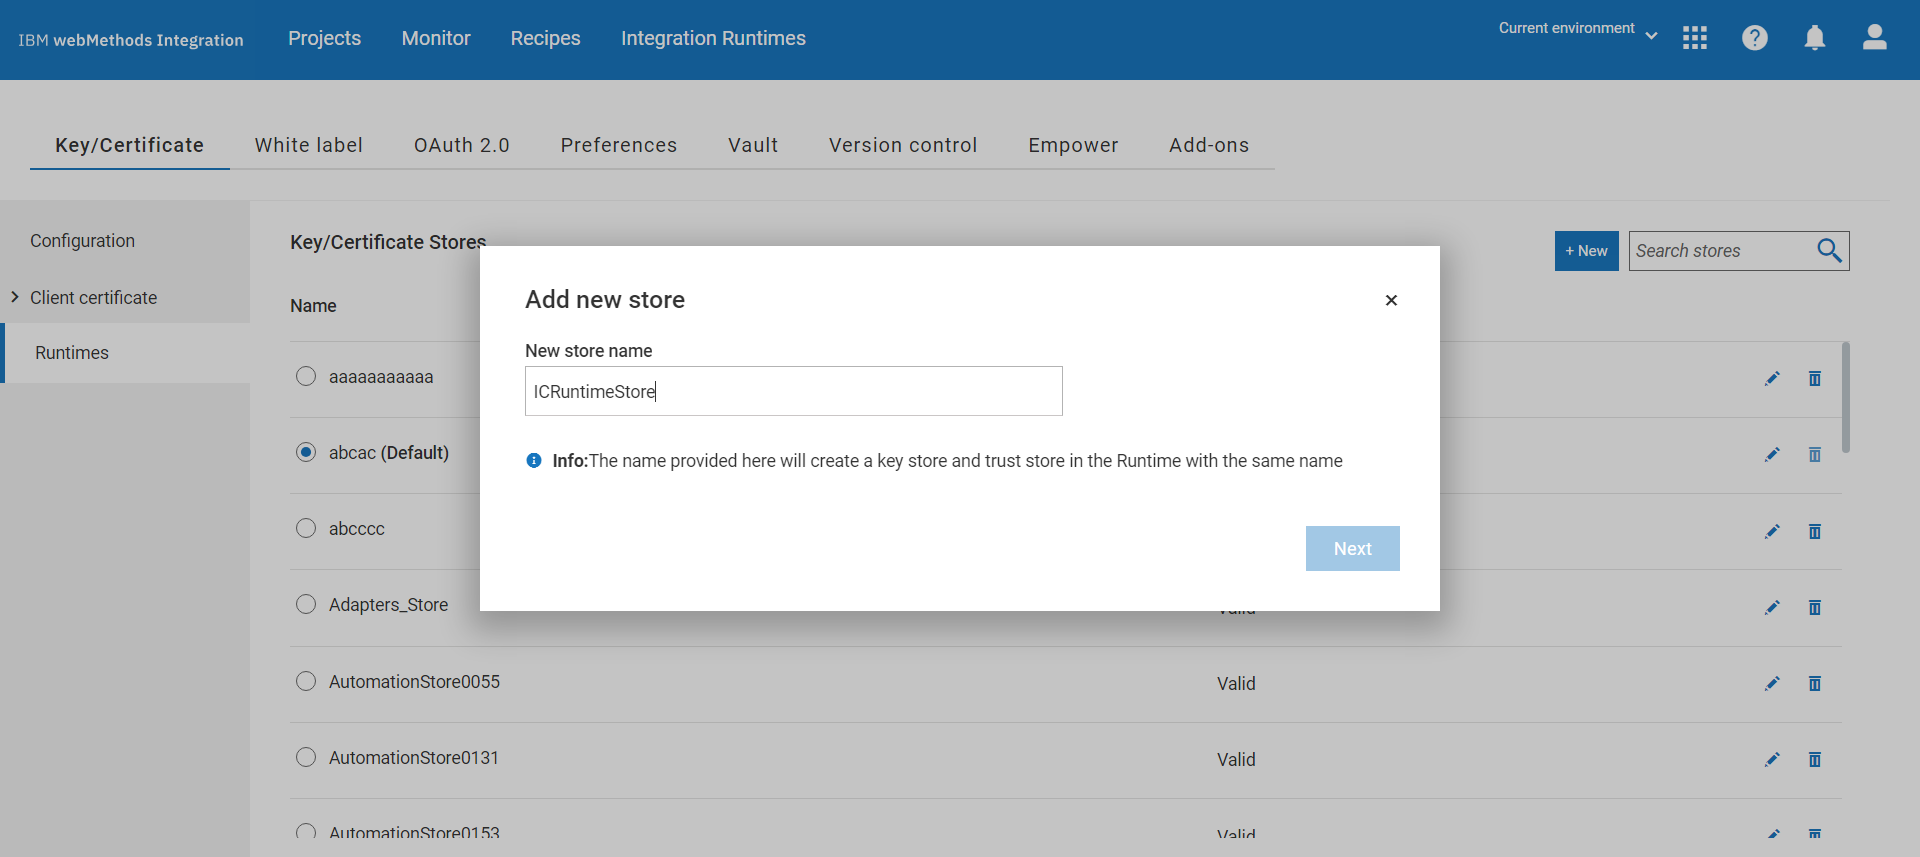 IBM webMethods Integration
Projects
Monitor
Recipes
Integration Runtimes
Current environment
Key/Certificate
White label
OAuth 2.0
Preferences
Vault
Version control
Empower
Add-ons
Configuration
Client certificate
Runtimes
Key/Certificate Stores
+ New
Search stores
Name
aaaaaaaaaaa
abcac (Default)
abcccc
Adapters_Store
Valid
AutomationStore0055
Valid
AutomationStore0131
Valid
AutomationStore0153
Valid
Add new store
New store name
ICRuntimeStore
Info:The name provided here will create a key store and trust store in the Runtime with the same name
Next